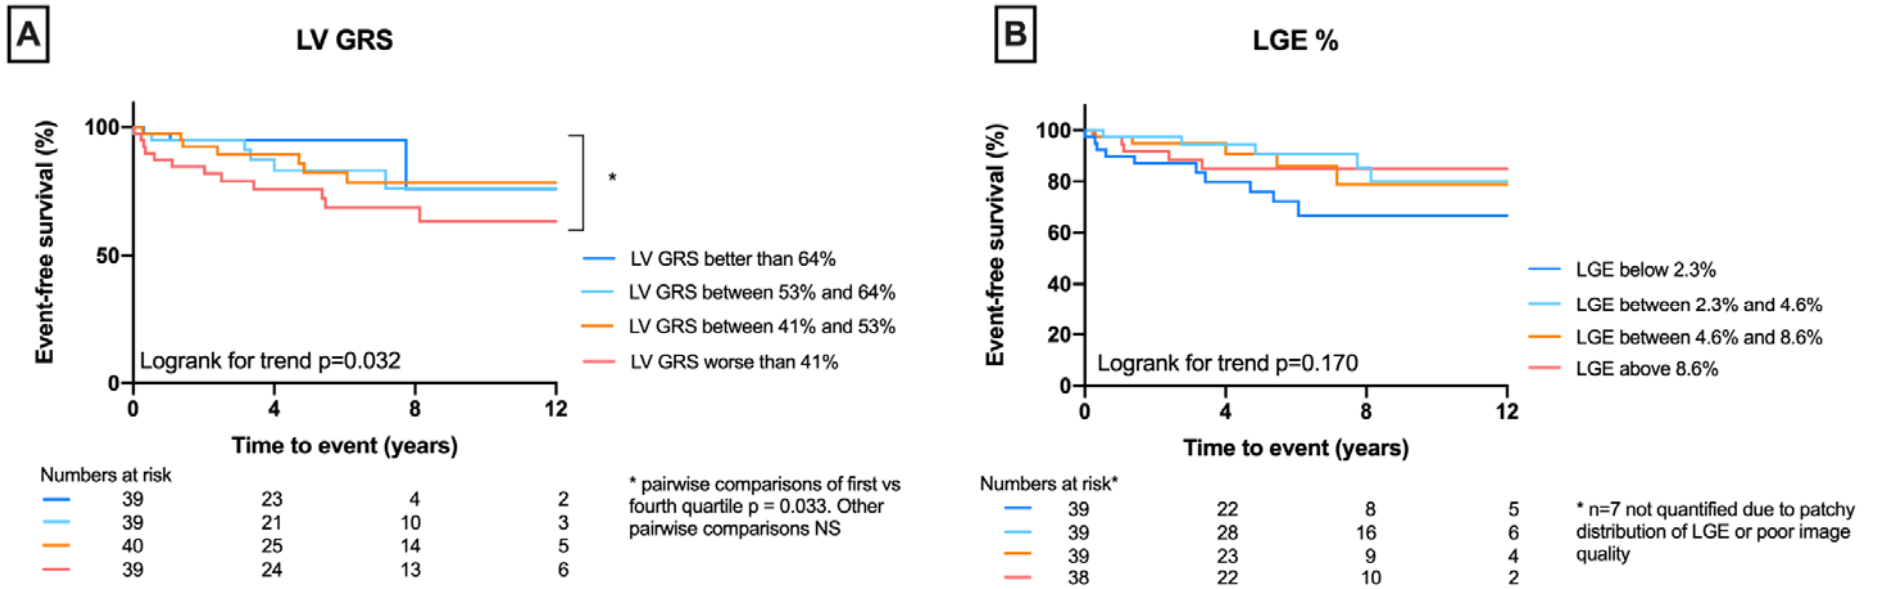 A
LV GRS
Event-free survival (%)
100
50
0
Logrank for trend p=0.032
*
0 4 8 12
Time to event (years)
LV GRS better than 64%
LV GRS between 53% and 64%
LV GRS between 41% and 53%
LV GRS worse than 41%
Numbers at risk
39 23 4 2
39 21 10 3
40 25 14 5
39 24 13 6
* pairwise comparisons of first vs
fourth quartile p = 0.033. Other
pairwise comparisons NS
B
LGE %
Event-free survival (%)
100
80
60
40
20
0
Logrank for trend p=0.170
0 4 8 12
Time to event (years)
LGE below 2.3%
LGE between 2.3% and 4.6%
LGE between 4.6% and 8.6%
LGE above 8.6%
Numbers at risk*
39 22 8 5
39 28 16 6
39 23 9 4
38 22 10 2
* n=7 not quantified due to patchy
distribution of LGE or poor image
quality